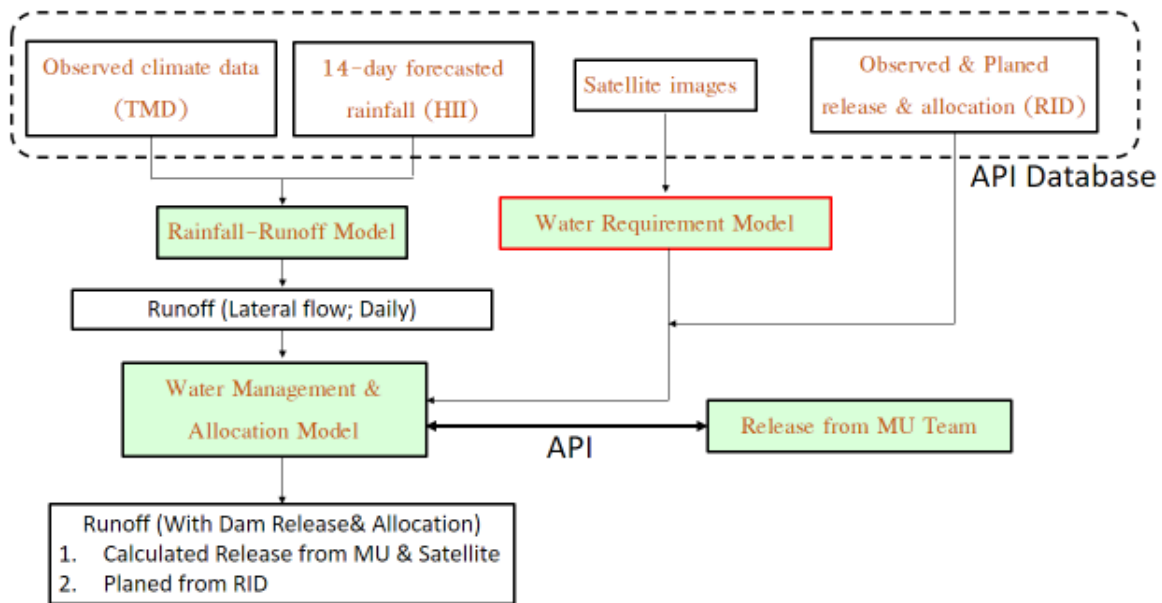 Observed climate data
(TMD)
14-day forecasted
rainfall (HII)
Satellite images
Observed & Planed
release & allocation (RID)
API Database
Rainfall-Runoff Model
Water Requirement Model
Runoff (Lateral flow; Daily)
Water Management &
Allocation Model
API
Release from MU Team
Runoff (With Dam Release& Allocation)
1. Calculated Release from MU & Satellite
2. Planed from RID